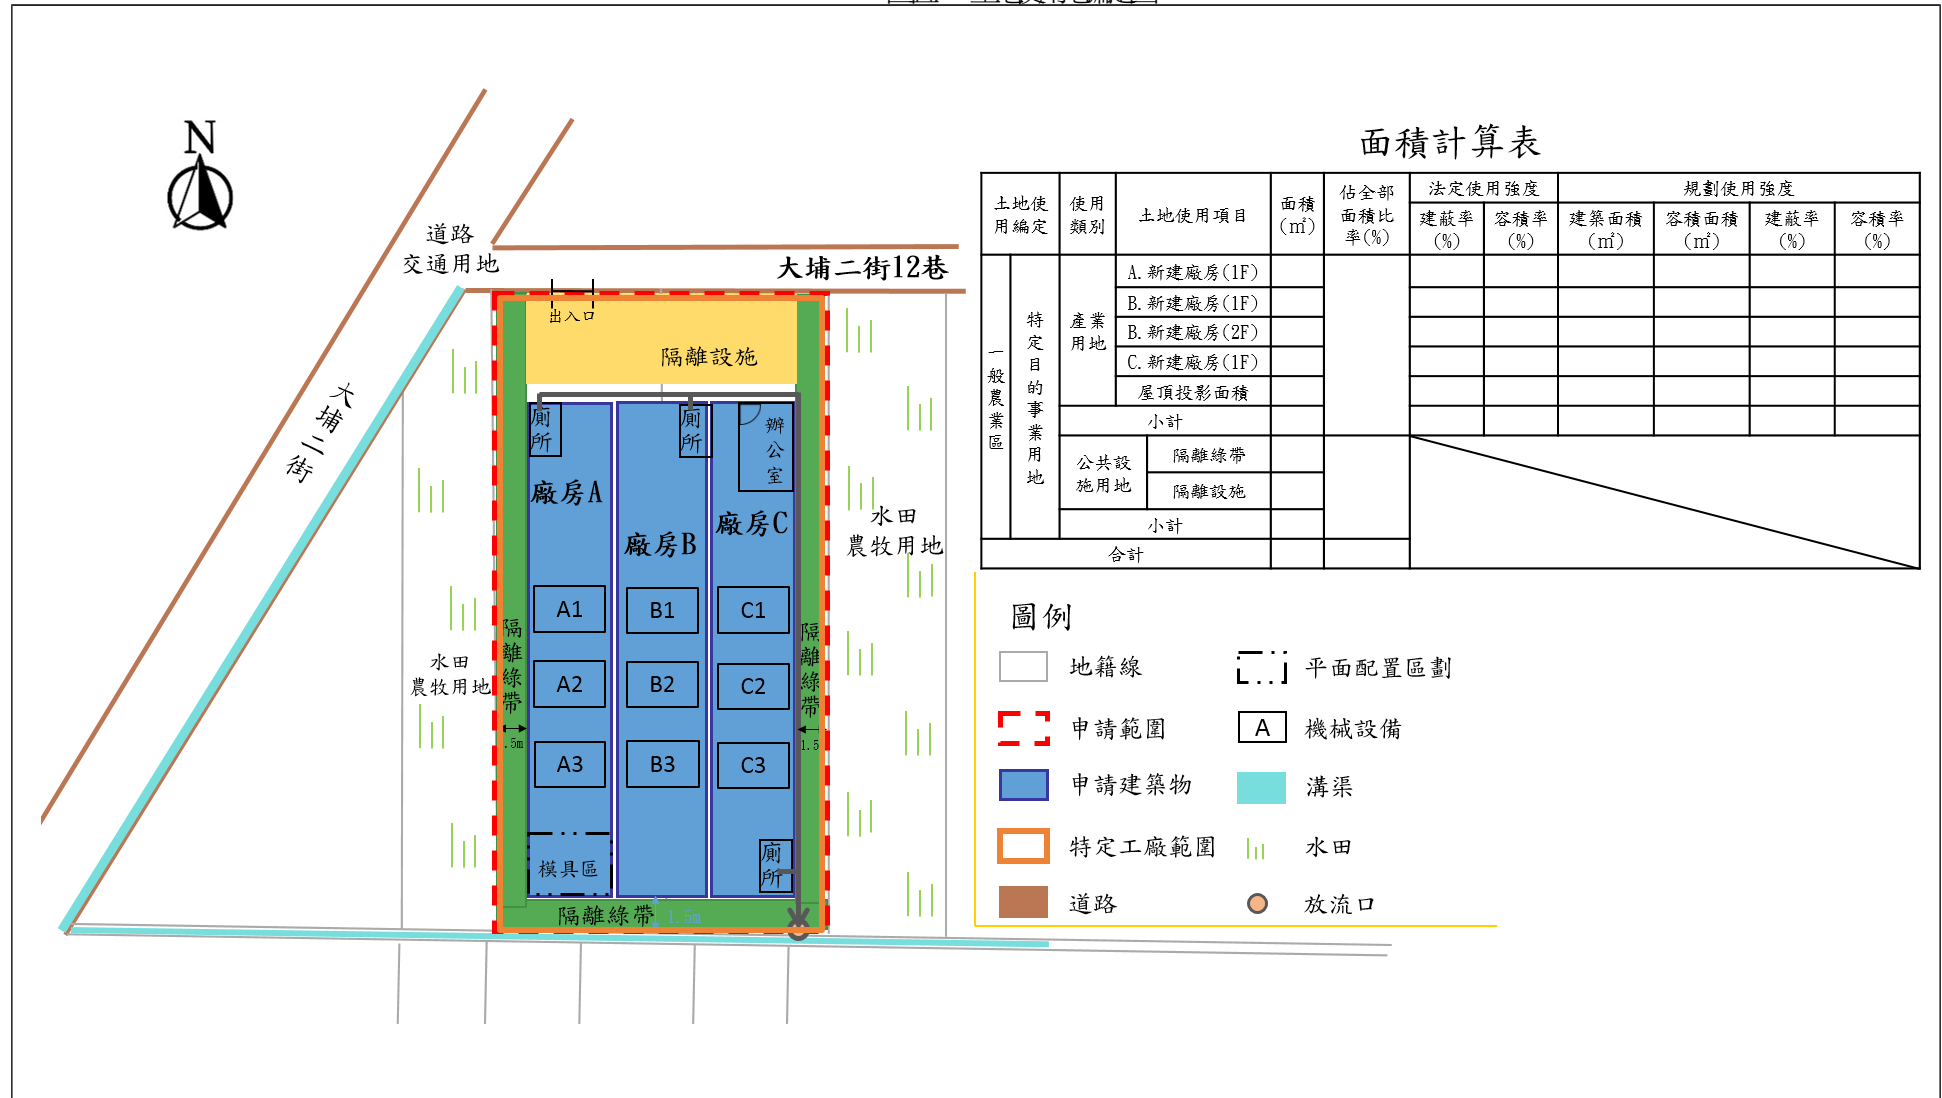 N
道路
交通用地
大埔二街12巷
出入口
隔離設施
大埔二街
廁所
廁所
辦公室
廠房A
廠房B
廠房C
水田
農牧用地
水田
農牧用地
A1
B1
C1
A2
B2
C2
A3
B3
C3
隔離綠帶
隔離綠帶
.5m
1.5
模具區
廁所
隔離綠帶
1.5m
面積計算表
土地使用編定
使用類別
土地使用項目
面積(㎡)
佔全部面積比率(%)
法定使用強度
規劃使用強度
建蔽率(%)
容積率(%)
建築面積(㎡)
容積面積(㎡)
建蔽率(%)
容積率(%)
一般農業區
特定目的事業用地
產業用地
A.新建廠房(1F)
B.新建廠房(1F)
B.新建廠房(2F)
C.新建廠房(1F)
屋頂投影面積
小計
公共設施用地
隔離綠帶
隔離設施
小計
合計
圖例
地籍線
平面配置區劃
申請範圍
A
機械設備
申請建築物
溝渠
特定工廠範圍
水田
道路
放流口